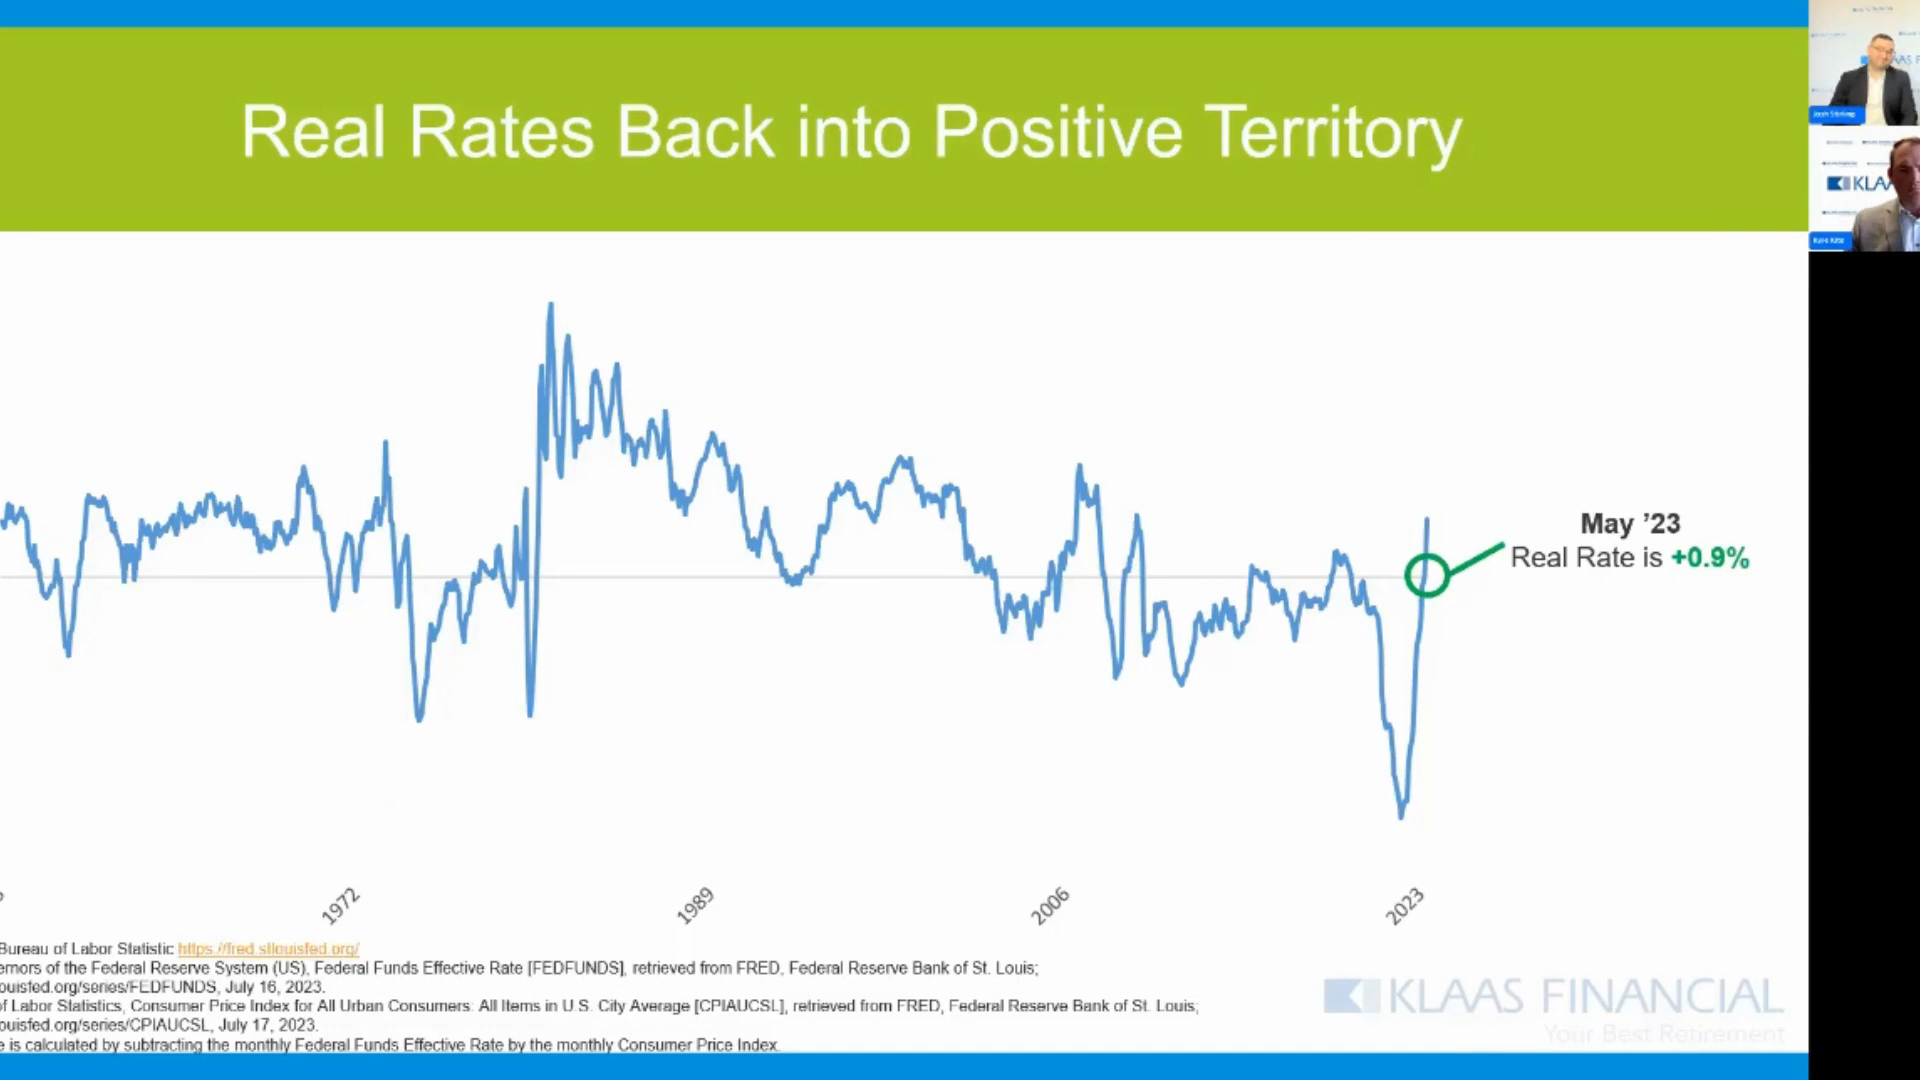 Real Rates Back into Positive Territory
KLAAS FINANCIAL
May ’23
Real Rate is +0.9%
1972
1989
2006
2023
Bureau of Labor Statistic https://fred.stlouisfed.org/
ernors of the Federal Reserve System (US), Federal Funds Effective Rate [FEDFUNDS], retrieved from FRED, Federal Reserve Bank of St. Louis;
ouisfed.org/series/FEDFUNDS, July 16, 2023.
of Labor Statistics, Consumer Price Index for All Urban Consumers: All Items in U.S. City Average [CPIAUCSL], retrieved from FRED, Federal Reserve Bank of St. Louis;
ouisfed.org/series/CPIAUCSL, July 17, 2023.
e is calculated by subtracting the monthly Federal Funds Effective Rate by the monthly Consumer Price Index.
Your Best Retirement
KLAA